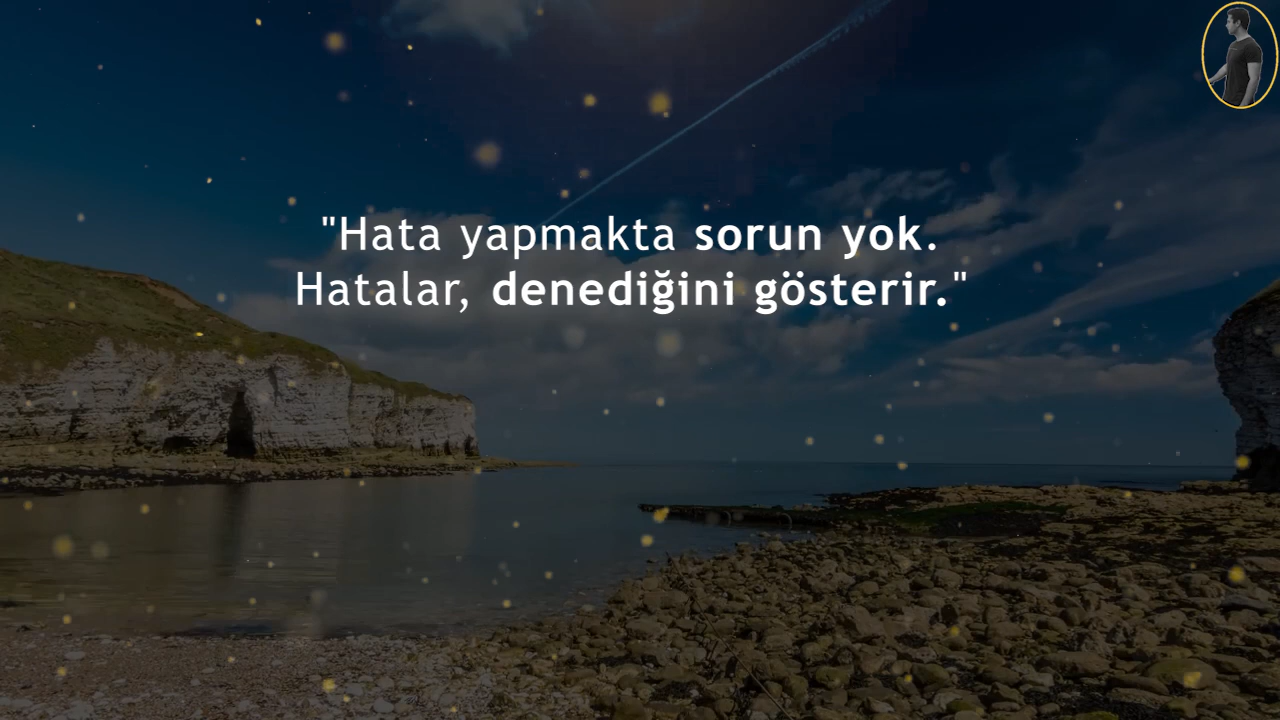 "Hata yapmakta sorun yok.
Hatalar, denediğini gösterir."